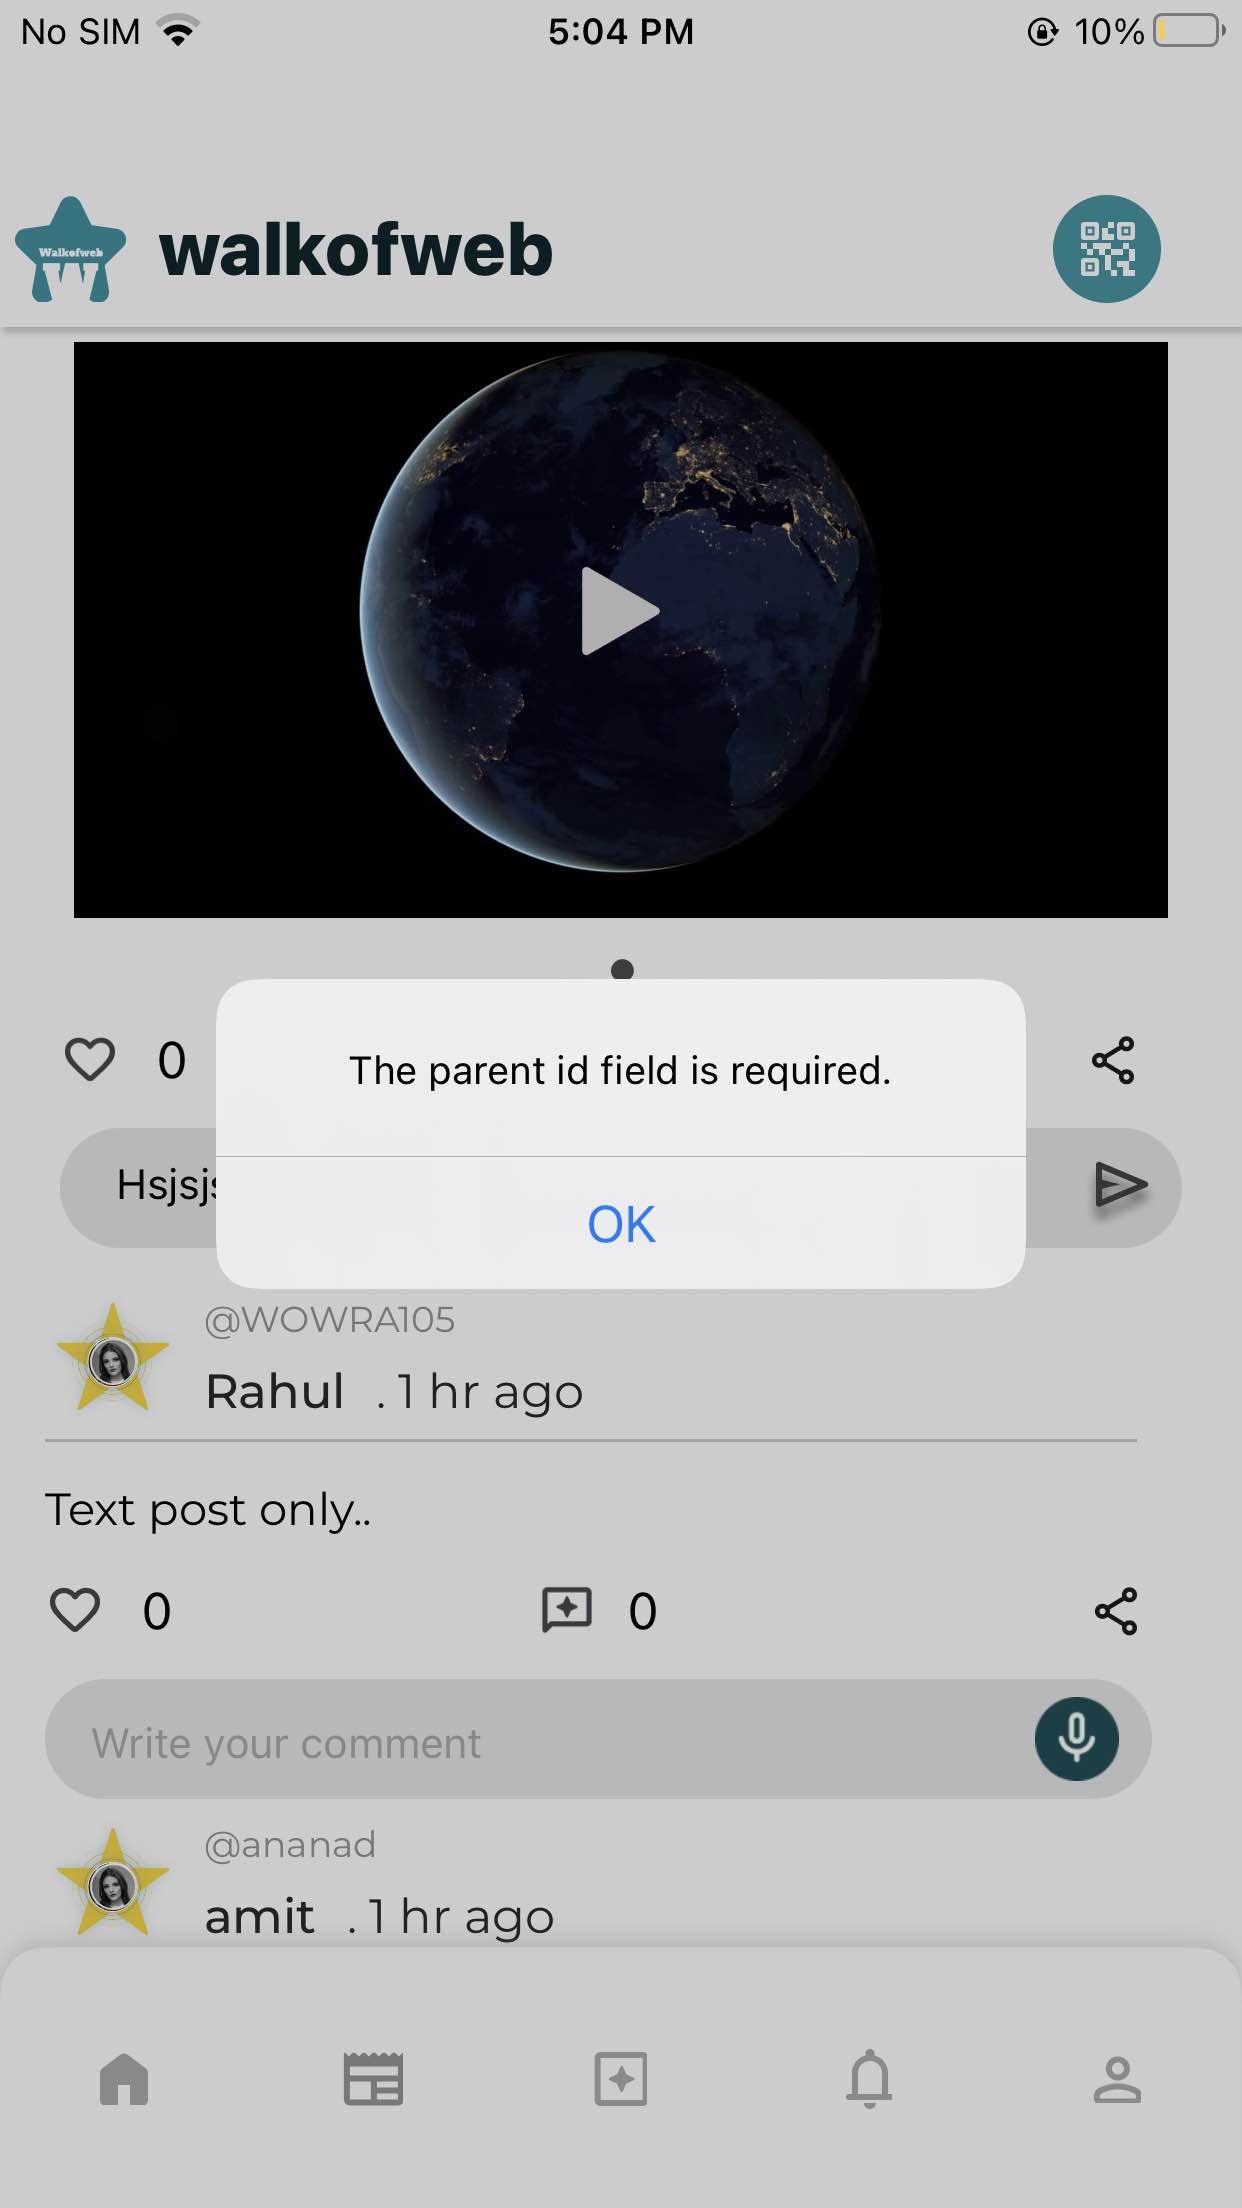 No SIM 5:04 PM 10%
Walkofweb
walkofweb
The parent id field is required.
0
Hsjsjs
OK
@WOWRA105
Rahul . 1 hr ago
Text post only..
0 0
Write your comment
@ananad
amit . 1 hr ago